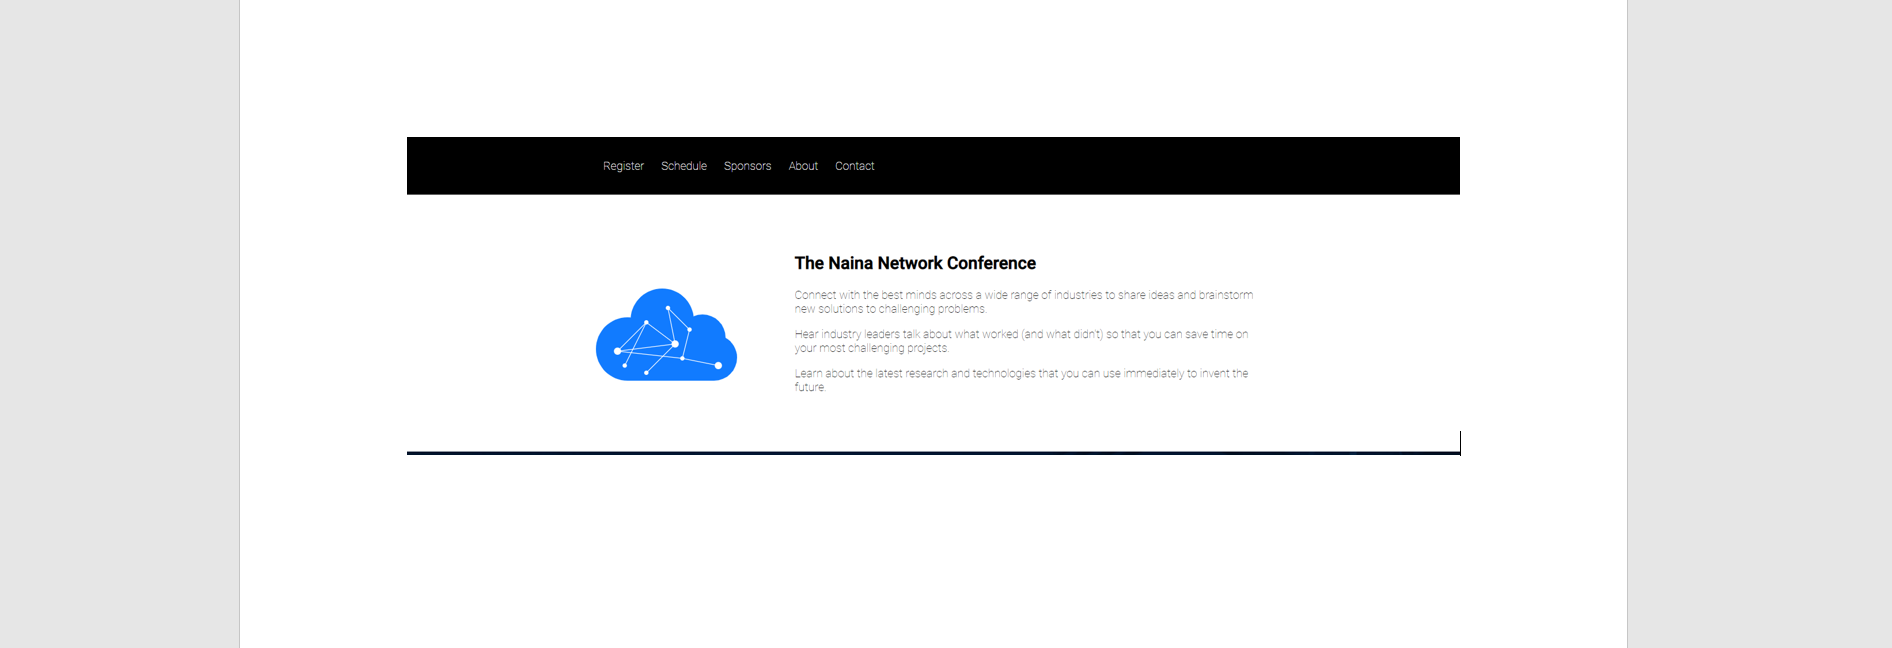 Register Schedule Sponsors About Contact
The Naina Network Conference
Connect with the best minds across a wide range of industries to share ideas and brainstorm
new solutions to challenging problems.
Hear industry leaders talk about what worked (and what didn't) so that you can save time on
your most challenging projects.
Learn about the latest research and technologies that you can use immediately to invent the
future.